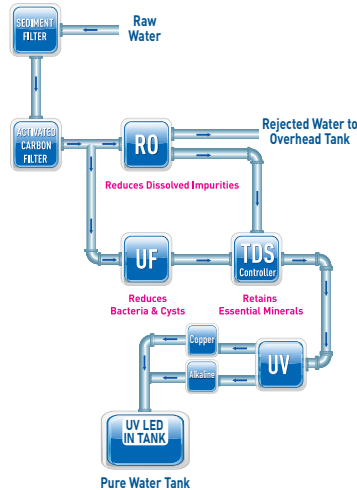 SEDIMENT
FILTER
Raw
Water
ACTIVATED
CARBON
FILTER
RO
Rejected Water to
Overhead Tank
Reduces Dissolved Impurities
UF
TDS
Controller
Reduces
Bacteria & Cysts
Retains
Essential Minerals
Copper
Alkaline
UV
UV LED
IN TANK
Pure Water Tank